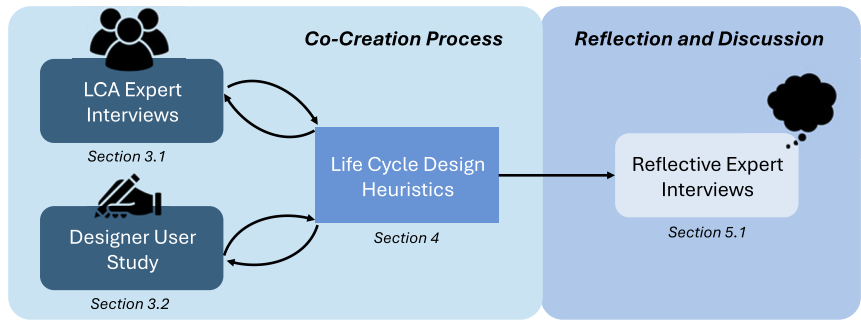 Co-Creation Process
Reflection and Discussion
LCA Expert
Interviews
Section 3.1
Life Cycle Design
Heuristics
Section 4
Reflective Expert
Interviews
Section 5.1
Designer User
Study
Section 3.2